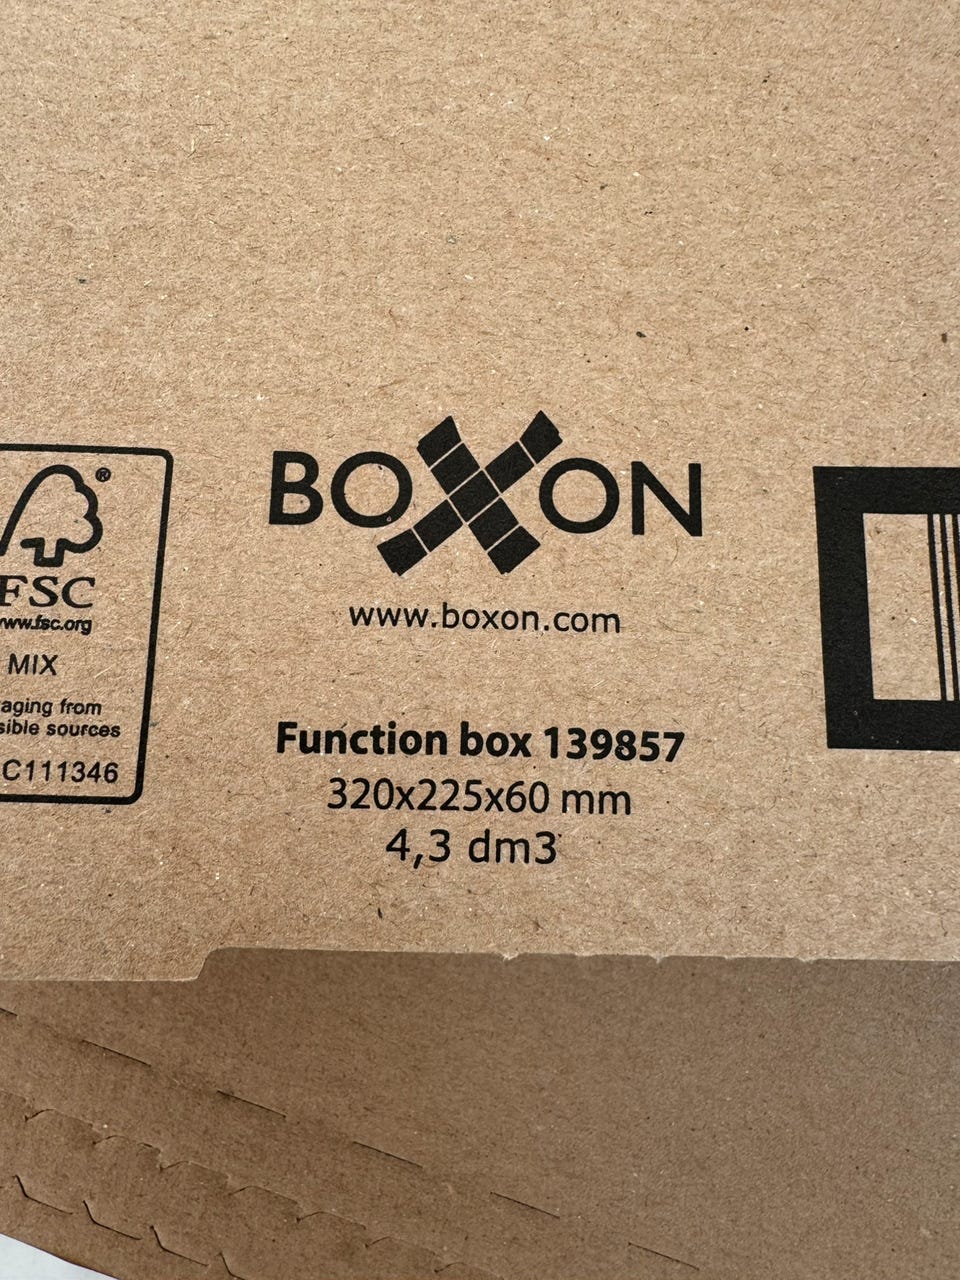 BOXON
www.boxon.com
Function box 139857
320x225x60 mm
4,3 dm3
®
FSC
www.fsc.org
MIX
aging from
sible sources
C111346